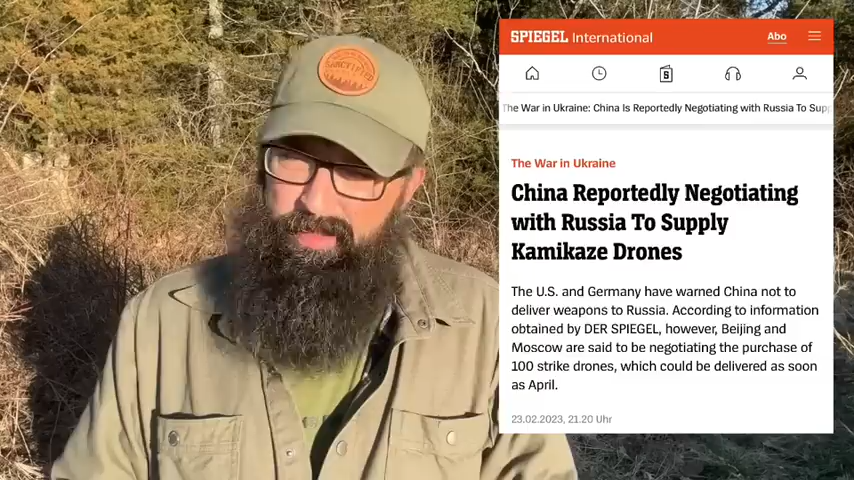 SANCTIFIED
SPIEGEL International
Abo
The War in Ukraine: China Is Reportedly Negotiating with Russia To Supp
The War in Ukraine
China Reportedly Negotiating
with Russia To Supply
Kamikaze Drones
The U.S. and Germany have warned China not to
deliver weapons to Russia. According to information
obtained by DER SPIEGEL, however, Beijing and
Moscow are said to be negotiating the purchase of
100 strike drones, which could be delivered as soon
as April.
23.02.2023, 21.20 Uhr